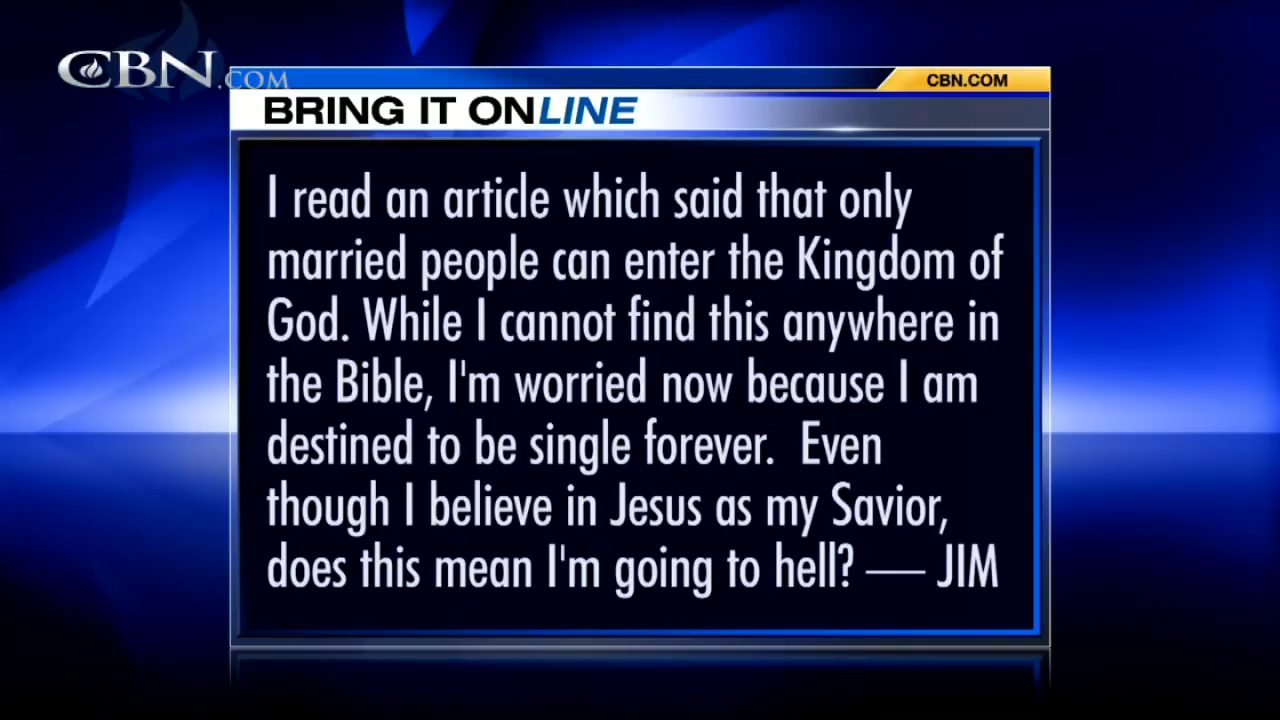 CBN.COM
CBN.COM
BRING IT ONLINE
I read an article which said that only
married people can enter the Kingdom of
God. While I cannot find this anywhere in
the Bible, I'm worried now because I am
destined to be single forever.  Even
though I believe in Jesus as my Savior,
does this mean I'm going to hell? — JIM